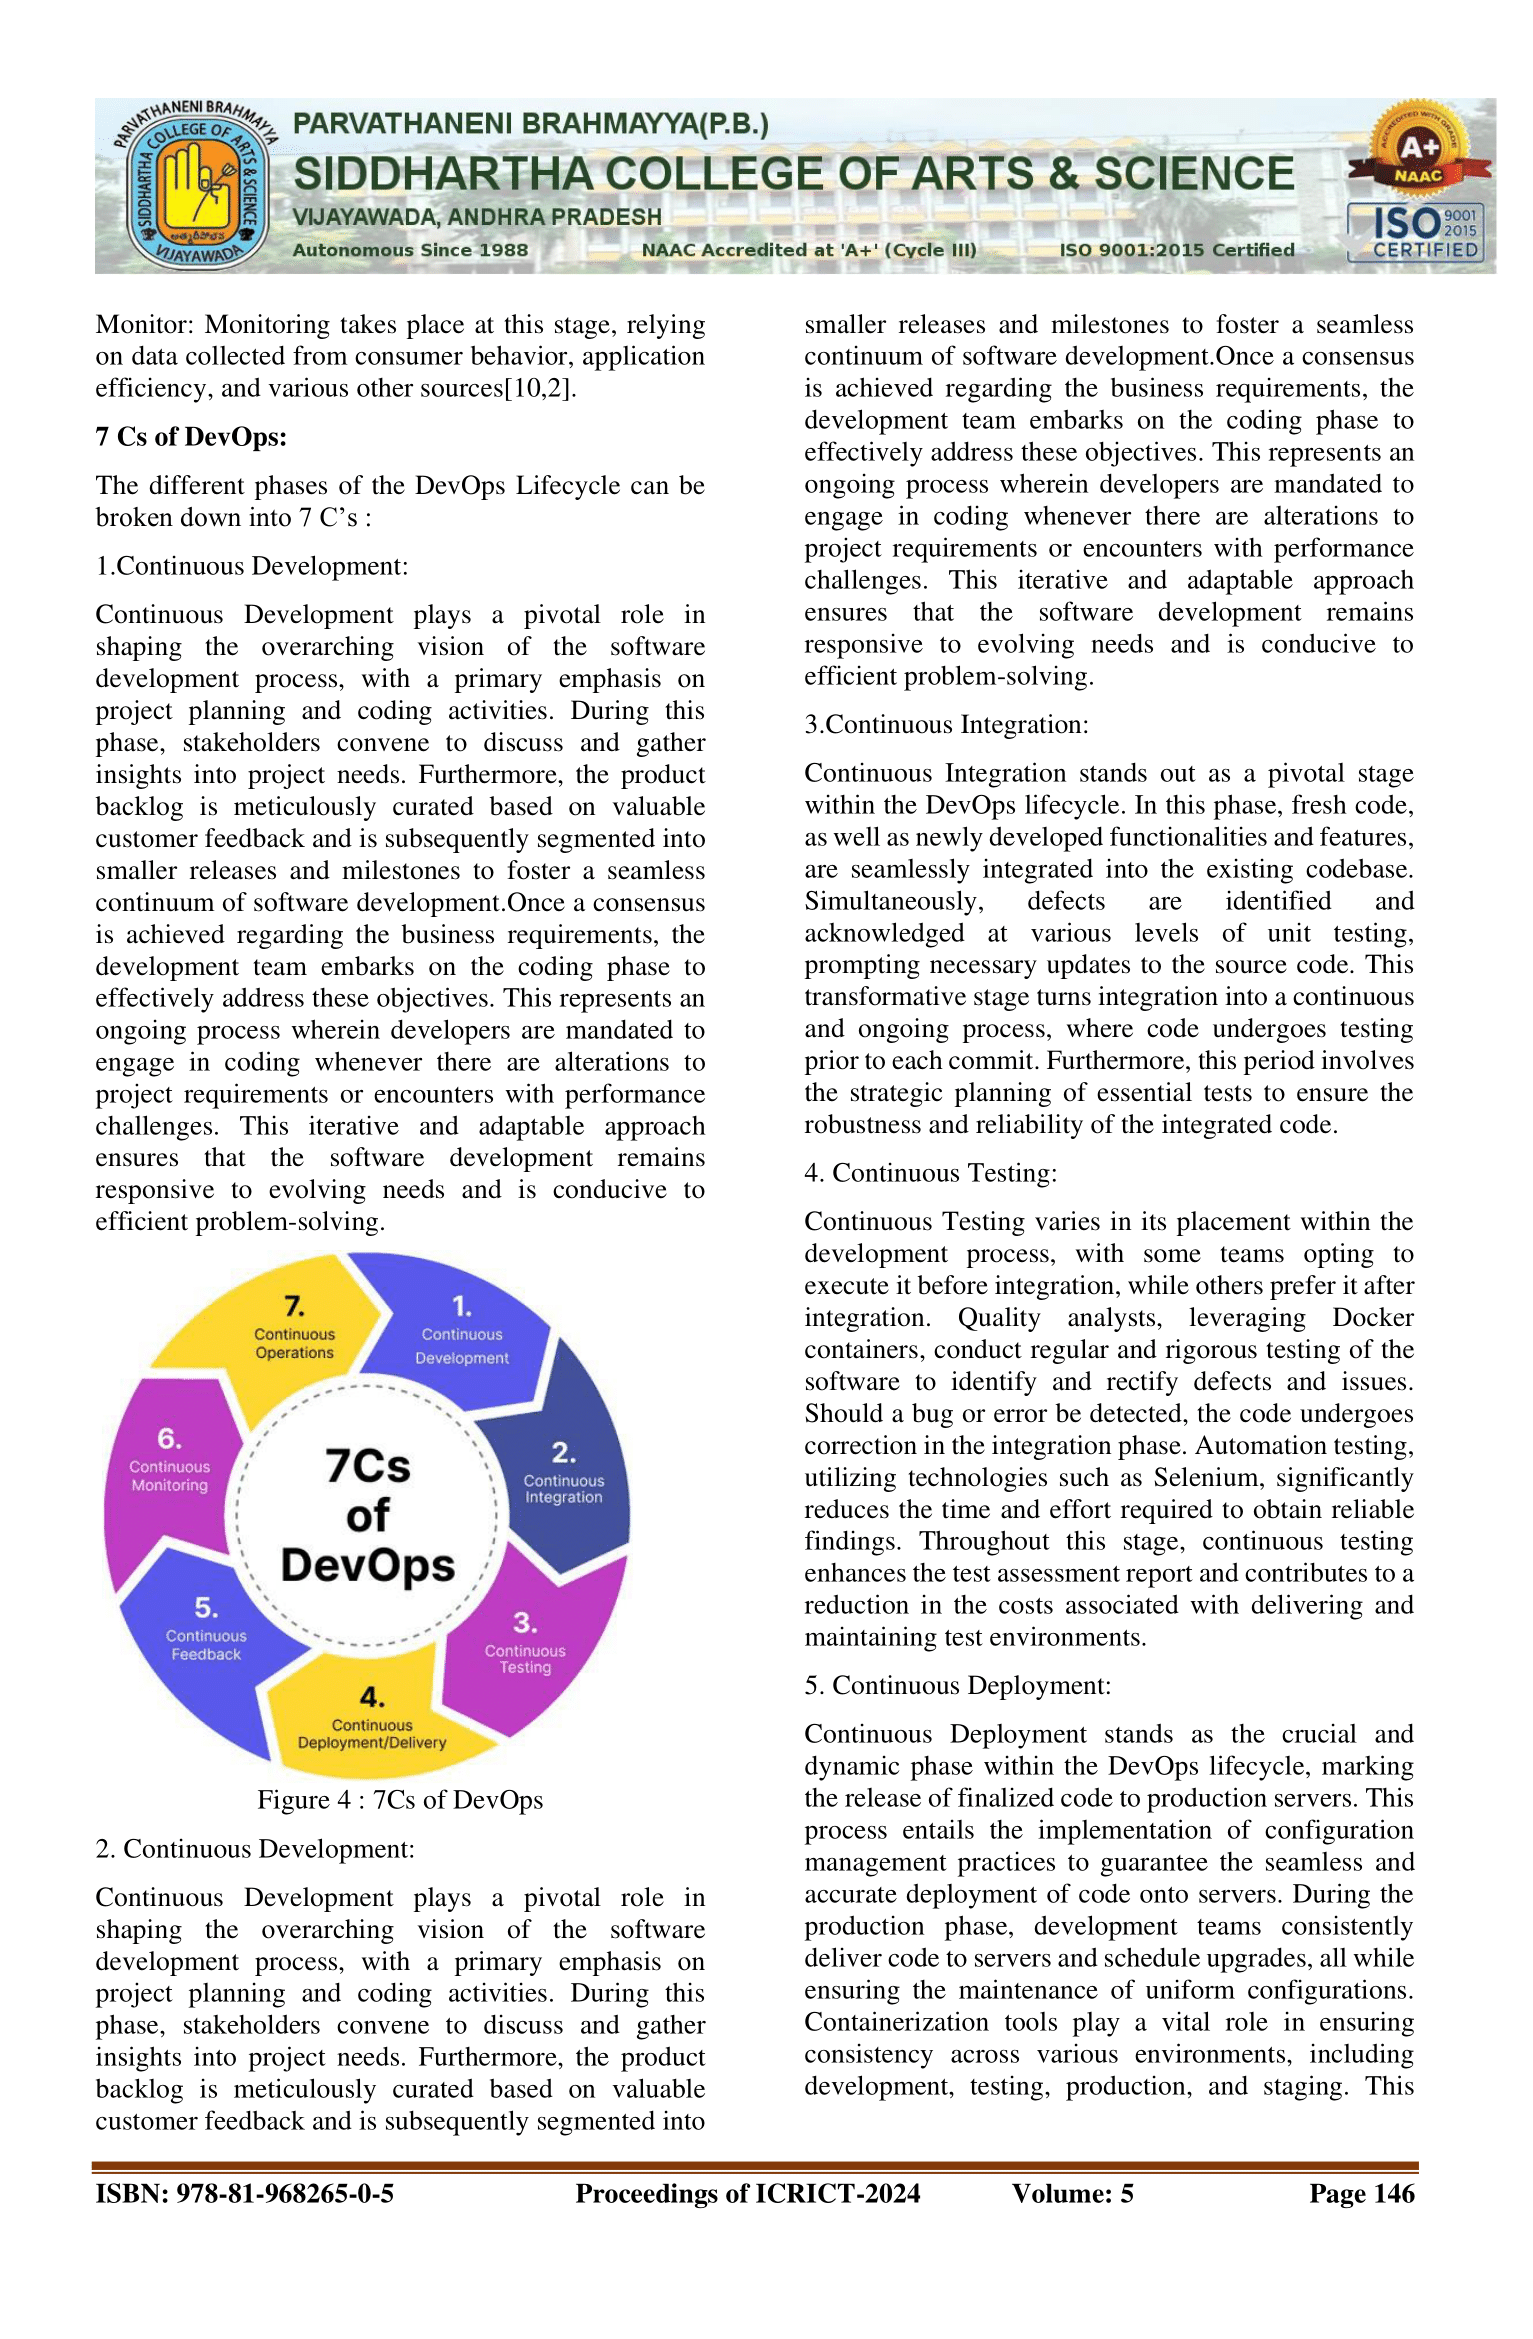 PARVATHANENI BRAHMAYYA
SIDDHARTHA COLLEGE OF ARTS & SCIENCE
VIJAYAWADA
PARVATHANENI BRAHMAYYA(P.B.)
SIDDHARTHA COLLEGE OF ARTS & SCIENCE
VIJAYAWADA, ANDHRA PRADESH
Autonomous Since 1988 NAAC Accredited at 'A+' (Cycle III) ISO 9001:2015 Certified
ACCREDITED WITH GRADE
A+
NAAC
ISO 9001 2015
CERTIFIED
Monitor: Monitoring takes place at this stage, relying
on data collected from consumer behavior, application
efficiency, and various other sources[10,2].
7 Cs of DevOps:
The different phases of the DevOps Lifecycle can be
broken down into 7 C’s :
1.Continuous Development:
Continuous Development plays a pivotal role in
shaping the overarching vision of the software
development process, with a primary emphasis on
project planning and coding activities. During this
phase, stakeholders convene to discuss and gather
insights into project needs. Furthermore, the product
backlog is meticulously curated based on valuable
customer feedback and is subsequently segmented into
smaller releases and milestones to foster a seamless
continuum of software development.Once a consensus
is achieved regarding the business requirements, the
development team embarks on the coding phase to
effectively address these objectives. This represents an
ongoing process wherein developers are mandated to
engage in coding whenever there are alterations to
project requirements or encounters with performance
challenges. This iterative and adaptable approach
ensures that the software development remains
responsive to evolving needs and is conducive to
efficient problem-solving.
7Cs
of
DevOps
1.
Continuous
Development
2.
Continuous
Integration
3.
Continuous
Testing
4.
Continuous
Deployment/Delivery
5.
Continuous
Feedback
6.
Continuous
Monitoring
7.
Continuous
Operations
Figure 4 : 7Cs of DevOps
2. Continuous Development:
Continuous Development plays a pivotal role in
shaping the overarching vision of the software
development process, with a primary emphasis on
project planning and coding activities. During this
phase, stakeholders convene to discuss and gather
insights into project needs. Furthermore, the product
backlog is meticulously curated based on valuable
customer feedback and is subsequently segmented into
smaller releases and milestones to foster a seamless
continuum of software development.Once a consensus
is achieved regarding the business requirements, the
development team embarks on the coding phase to
effectively address these objectives. This represents an
ongoing process wherein developers are mandated to
engage in coding whenever there are alterations to
project requirements or encounters with performance
challenges. This iterative and adaptable approach
ensures that the software development remains
responsive to evolving needs and is conducive to
efficient problem-solving.
3.Continuous Integration:
Continuous Integration stands out as a pivotal stage
within the DevOps lifecycle. In this phase, fresh code,
as well as newly developed functionalities and features,
are seamlessly integrated into the existing codebase.
Simultaneously, defects are identified and
acknowledged at various levels of unit testing,
prompting necessary updates to the source code. This
transformative stage turns integration into a continuous
and ongoing process, where code undergoes testing
prior to each commit. Furthermore, this period involves
the strategic planning of essential tests to ensure the
robustness and reliability of the integrated code.
4. Continuous Testing:
Continuous Testing varies in its placement within the
development process, with some teams opting to
execute it before integration, while others prefer it after
integration. Quality analysts, leveraging Docker
containers, conduct regular and rigorous testing of the
software to identify and rectify defects and issues.
Should a bug or error be detected, the code undergoes
correction in the integration phase. Automation testing,
utilizing technologies such as Selenium, significantly
reduces the time and effort required to obtain reliable
findings. Throughout this stage, continuous testing
enhances the test assessment report and contributes to a
reduction in the costs associated with delivering and
maintaining test environments.
5. Continuous Deployment:
Continuous Deployment stands as the crucial and
dynamic phase within the DevOps lifecycle, marking
the release of finalized code to production servers. This
process entails the implementation of configuration
management practices to guarantee the seamless and
accurate deployment of code onto servers. During the
production phase, development teams consistently
deliver code to servers and schedule upgrades, all while
ensuring the maintenance of uniform configurations.
Containerization tools play a vital role in ensuring
consistency across various environments, including
development, testing, production, and staging. This
ISBN: 978-81-968265-0-5 Proceedings of ICRICT-2024 Volume: 5 Page 146